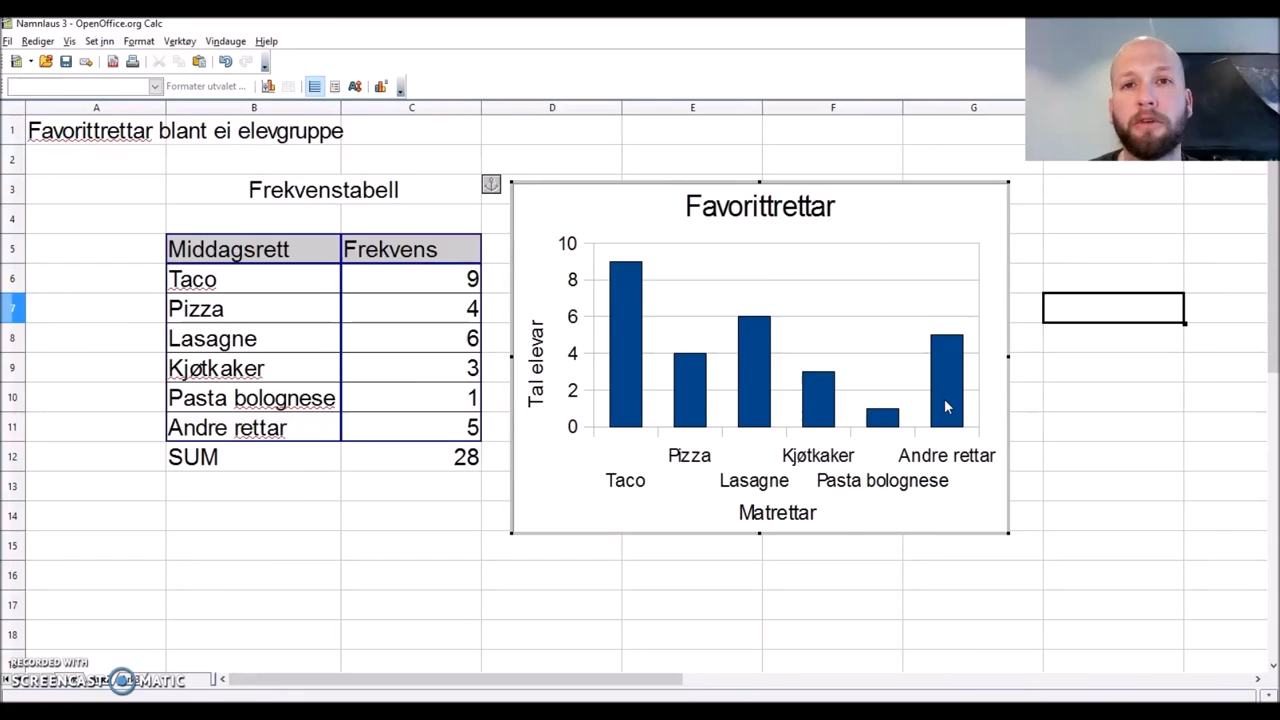 Namnlaus 3 - OpenOffice.org Calc
Fil Rediger Vis Set inn Format Verktøy Vindauge Hjelp
Formater utvalet ...
A B C D E F G
1 Favorittrettar blant ei elevgruppe
2
3 Frekvenstabell
4
5 Middagsrett Frekvens
6 Taco 9
7 Pizza 4
8 Lasagne 6
9 Kjøtkaker 3
10 Pasta bolognese 1
11 Andre rettar 5
12 SUM 28
13
14
15
16
17
18
Favorittrettar
10
8
6
4
2
0
Tal elevar
Pizza Kjøtkaker Andre rettar
Taco Lasagne Pasta bolognese
Matrettar
RECORDED WITH
SCREENCAST MATIC